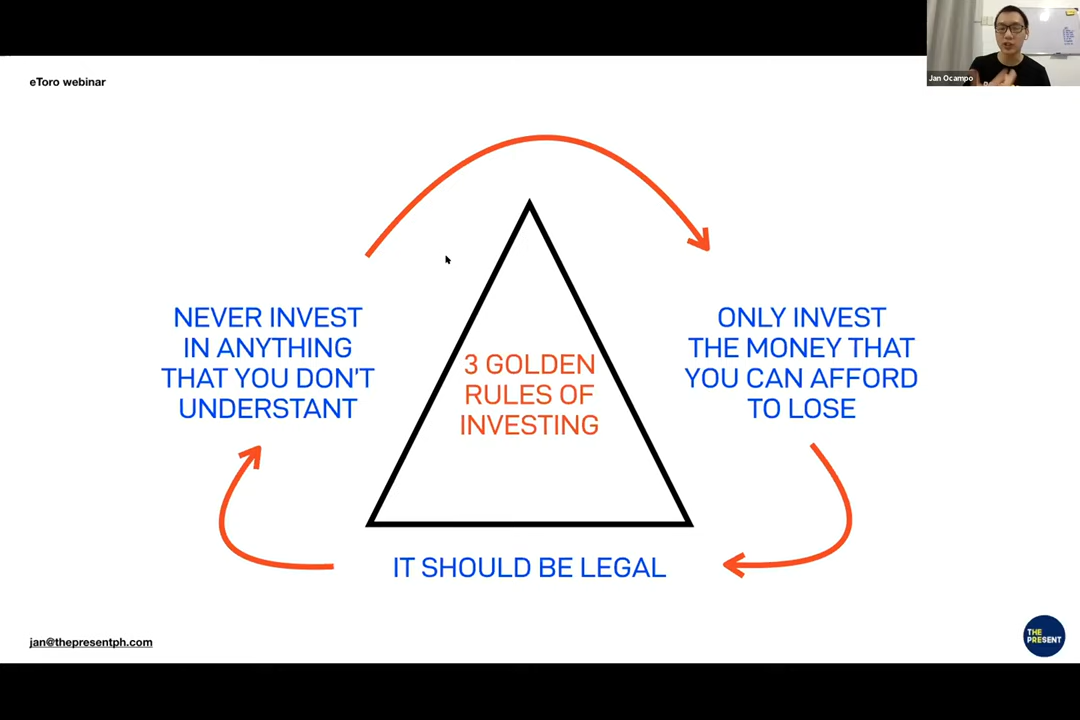 eToro webinar
Jan Ocampo
NEVER INVEST
IN ANYTHING
THAT YOU DON'T
UNDERSTANT
3 GOLDEN
RULES OF
INVESTING
ONLY INVEST
THE MONEY THAT
YOU CAN AFFORD
TO LOSE
IT SHOULD BE LEGAL
jan@thepresentph.com
THE
PRESENT